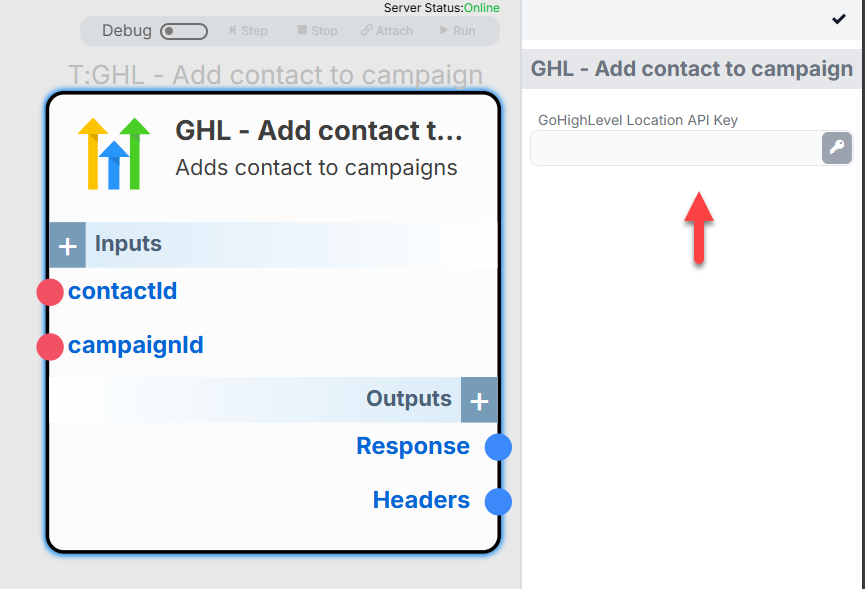 Server Status:Online
Debug
Step
Stop
Attach
Run
T:GHL - Add contact to campaign
GHL - Add contact t...
Adds contact to campaigns
Inputs
contactId
campaignId
Outputs
Response
Headers
GHL - Add contact to campaign
GoHighLevel Location API Key